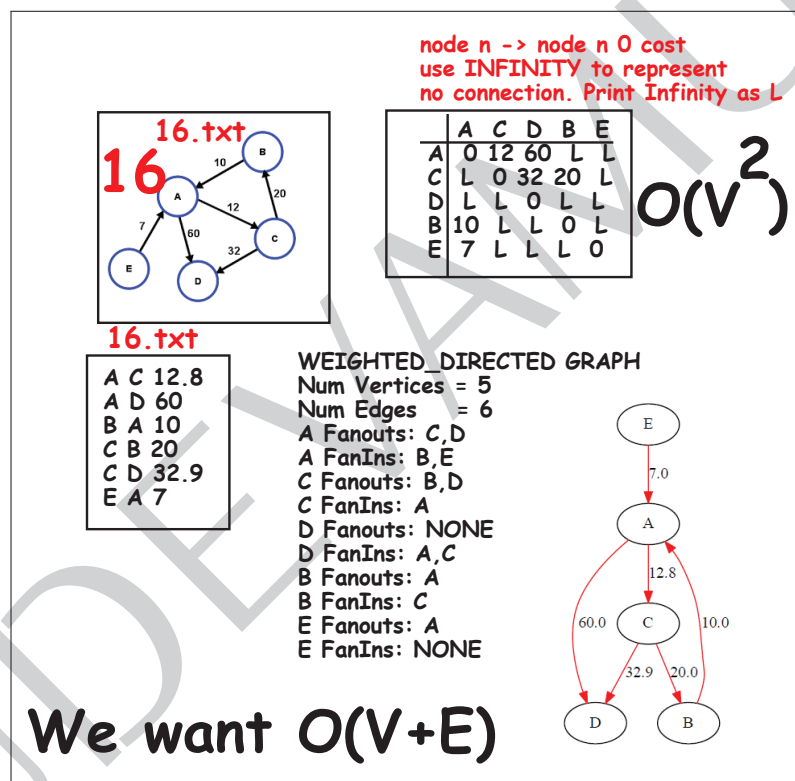 node n -> node n 0 cost
use INFINITY to represent
no connection. Print Infinity as L
16.txt
16
B
10
A
20
12
7
60
C
32
E
D
A C D B E
A 0 12 60 L L
C L 0 32 20 L
D L L 0 L L
B 10 L L 0 L
E 7 L L L 0
O(V2)
16.txt
A C 12.8
A D 60
B A 10
C B 20
C D 32.9
E A 7
WEIGHTED_DIRECTED GRAPH
Num Vertices = 5
Num Edges = 6
A Fanouts: C,D
A FanIns: B,E
C Fanouts: B,D
C FanIns: A
D Fanouts: NONE
D FanIns: A,C
B Fanouts: A
B FanIns: C
E Fanouts: A
E FanIns: NONE
E
7.0
A
12.8
60.0
C
10.0
32.9
20.0
D
B
We want O(V+E)